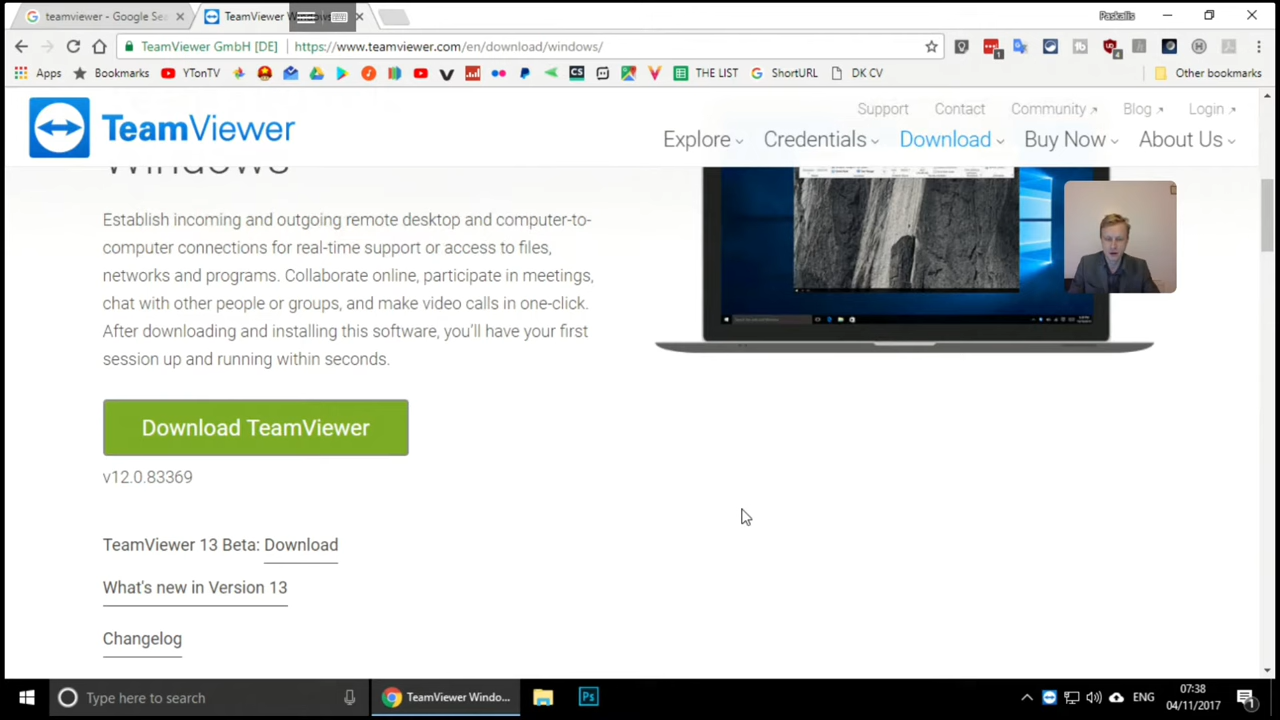 teamviewer - Google Se
TeamViewer Wind
Paskalis
TeamViewer GmbH [DE]
https://www.teamviewer.com/en/download/windows/
Apps
Bookmarks
YTonTV
THE LIST
ShortURL
DK CV
Other bookmarks
TeamViewer
Support
Contact
Community
Blog
Login
Explore
Credentials
Download
Buy Now
About Us
Windows
Establish incoming and outgoing remote desktop and computer-to-
computer connections for real-time support or access to files,
networks and programs. Collaborate online, participate in meetings,
chat with other people or groups, and make video calls in one-click.
After downloading and installing this software, you’ll have your first
session up and running within seconds.
Download TeamViewer
v12.0.83369
TeamViewer 13 Beta: Download
What's new in Version 13
Changelog
Type here to search
TeamViewer Windo...
Ps
ENG
07:38
04/11/2017
1